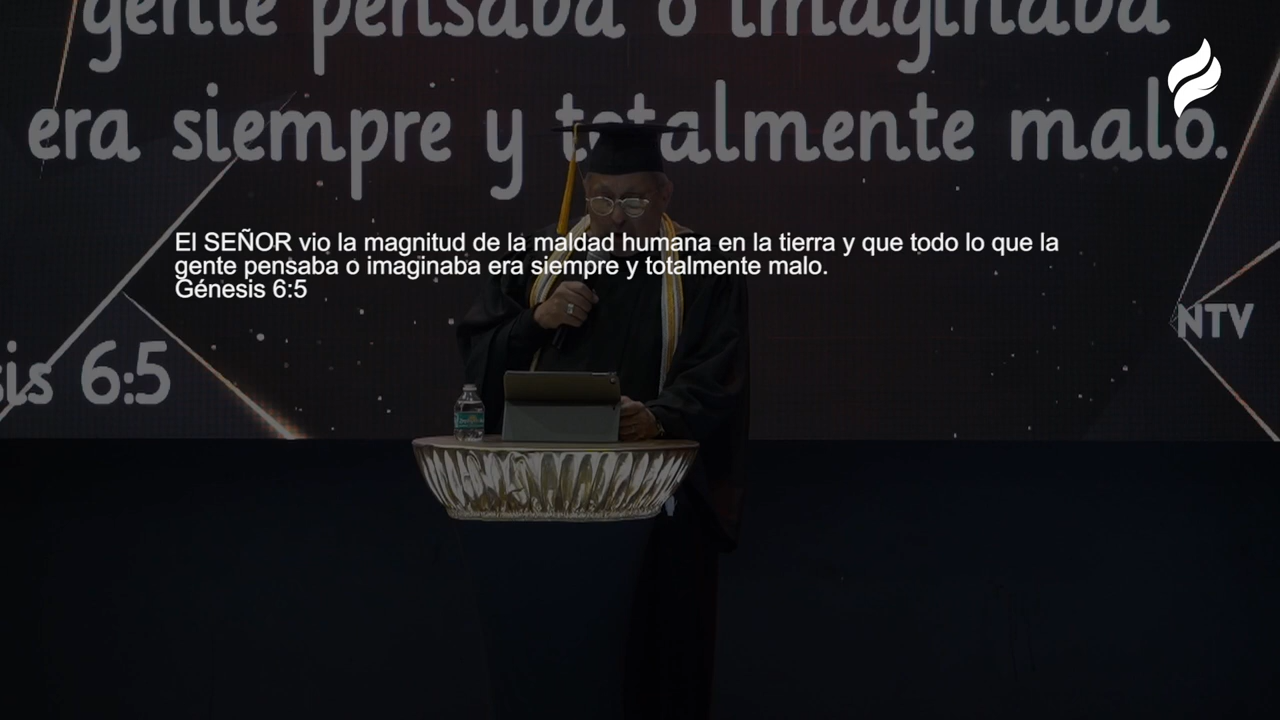 gente pensaba o imaginaba
era siempre y totalmente malo.
El SEÑOR vio la magnitud de la maldad humana en la tierra y que todo lo que la
gente pensaba o imaginaba era siempre y totalmente malo.
Génesis 6:5
NTV
sis 6:5